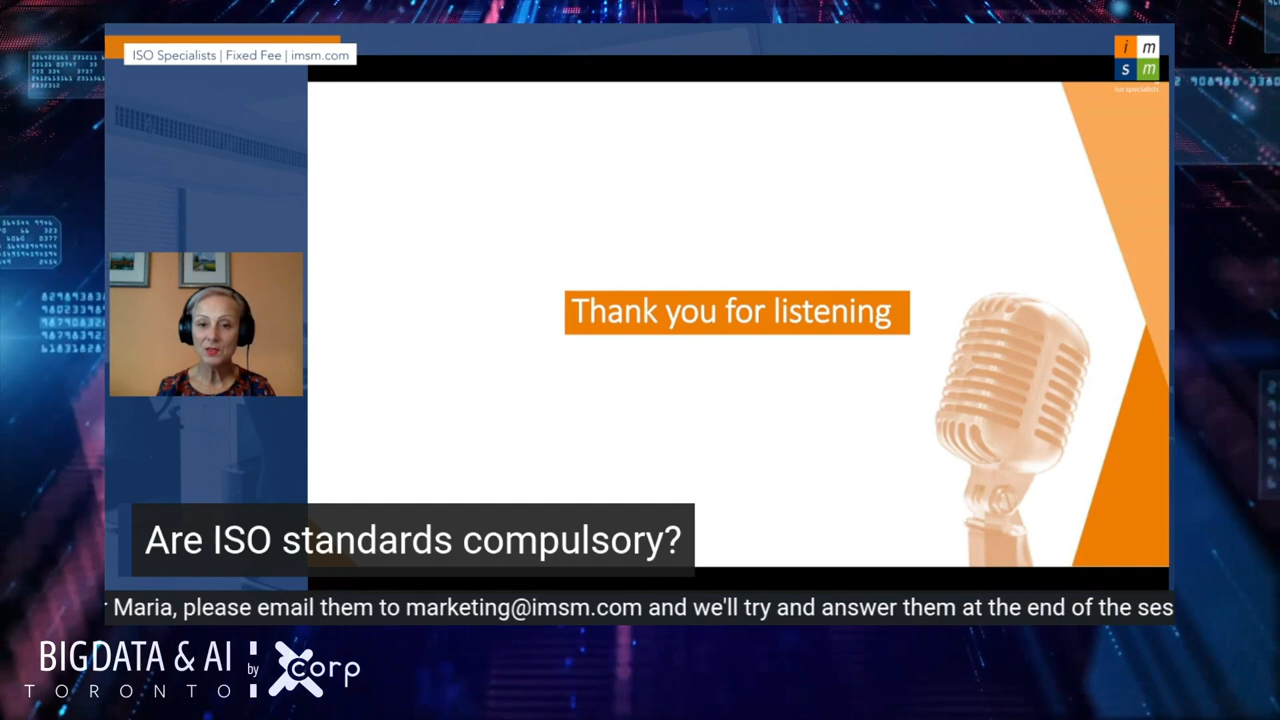 ISO Specialists | Fixed Fee | imsm.com
i m
s m
iso specialists
Thank you for listening
Are ISO standards compulsory?
Maria, please email them to marketing@imsm.com and we'll try and answer them at the end of the ses
BIGDATA & AI by corp
TORONTO